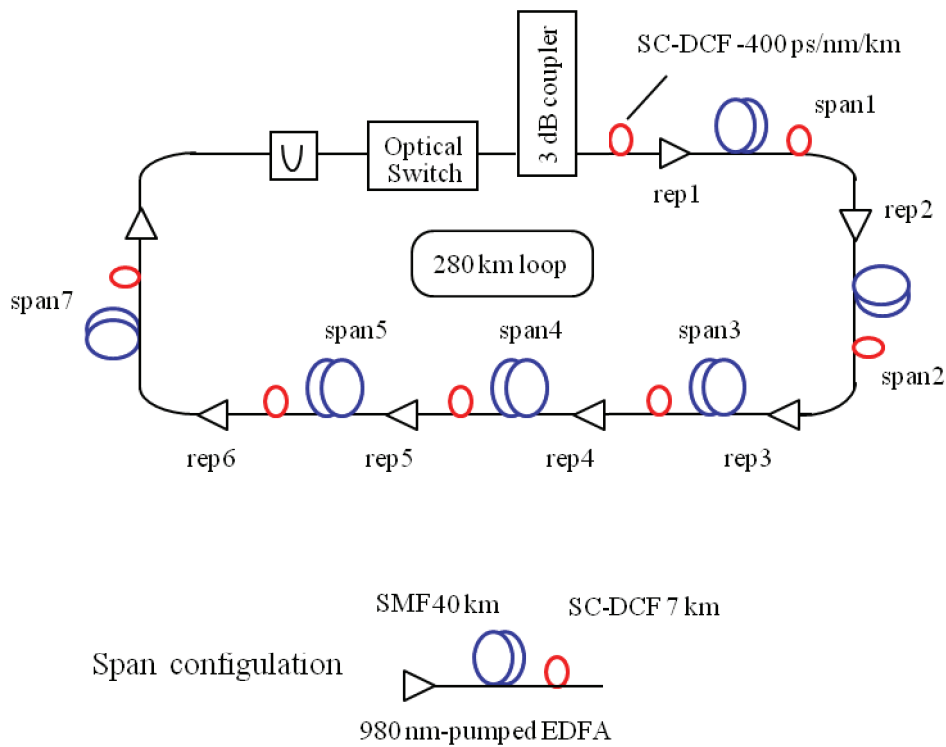 SC-DCF -400 ps/nm/km
span1
3 dB coupler
Optical
Switch
rep1
rep2
280 km loop
span7
span5
span4
span3
span2
rep6
rep5
rep4
rep3
SMF 40 km
SC-DCF 7 km
Span configulation
980 nm-pumped EDFA